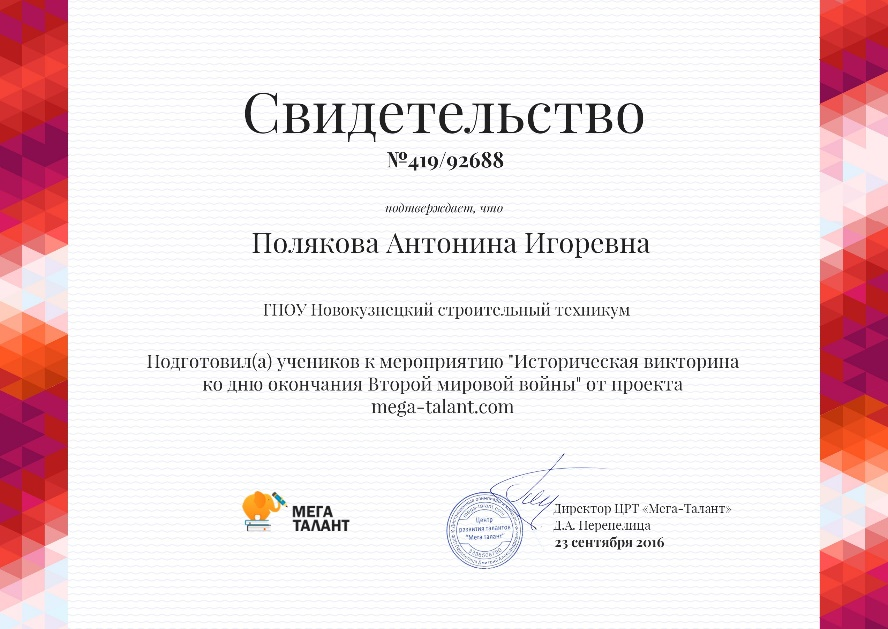 Свидетельство
№419/92688
подтверждает, что
Полякова Антонина Игоревна
ГПОУ Новокузнецкий строительный техникум
Подготовил(а) учеников к мероприятию "Историческая викторина
ко дню окончания Второй мировой войны" от проекта
mega-talant.com
МЕГА
ТАЛАНТ
Центр
развития талантов
"Мега талант"
Директор ЦРТ «Мега-Талант»
Д.А. Перепелица
23 сентября 2016